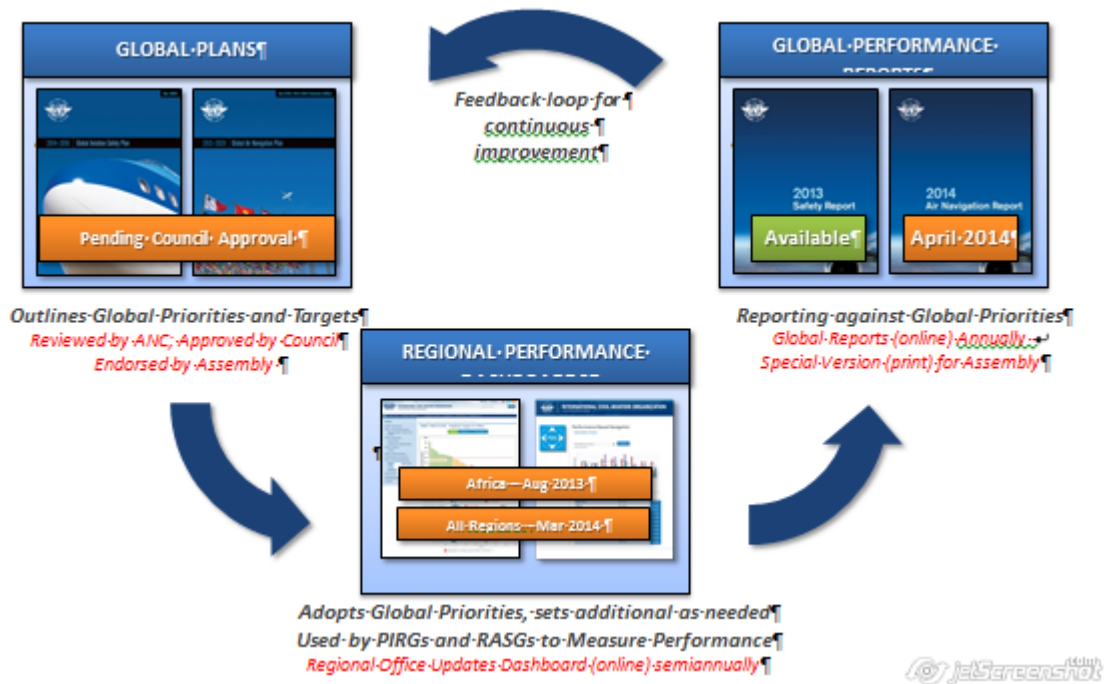 GLOBAL·PLANS¶
GLOBAL·PERFORMANCE·
REPORTS¶
Feedback·loop·for·¶
continuous·¶
improvement¶
2013
Safety Report
2014
Air Navigation Report
Pending·Council·Approval·¶
Available¶
April·2014¶
Outlines·Global·Priorities·and·Targets¶
Reviewed·by·ANC;·Approved·by·Council¶
Endorsed·by·Assembly·¶
Reporting·against·Global·Priorities¶
Global·Reports·(online)·Annually·↵
Special·Version·(print)·for·Assembly¶
REGIONAL·PERFORMANCE·
¶
Africa·–·Aug·2013·¶
All·Regions·–·Mar·2014·¶
Adopts·Global·Priorities,·sets·additional·as·needed¶
Used·by·PIRGs·and·RASGs·to·Measure·Performance¶
Regional·Office·Updates·Dashboard·(online)·semiannually¶
jetScreenshot
.com